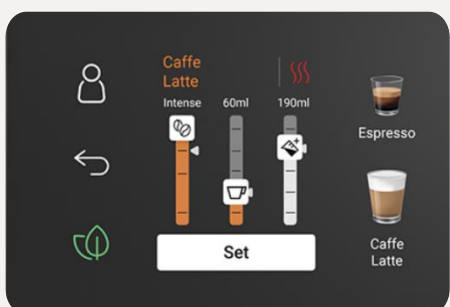 Caffe
Latte
Intense
60ml
190ml
Espresso
Set
Caffe
Latte